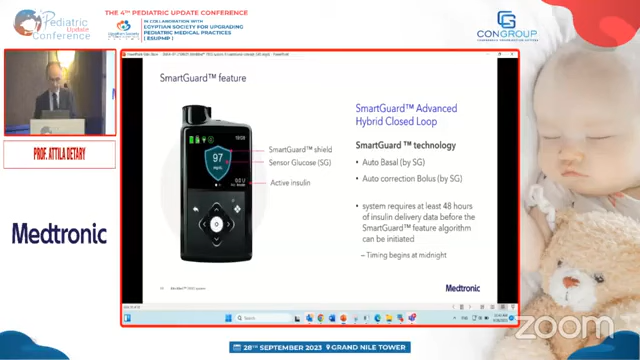 Pediatric
Update
Conference
THE 4TH PEDIATRIC UPDATE CONFERENCE
IN COLLABORATION WITH
EGYPTIAN SOCIETY FOR UPGRADING
PEDIATRIC MEDICAL PRACTICES
( ESUPMP )
CONGROUP
SmartGuard™ feature
SmartGuard™ Advanced
Hybrid Closed Loop
SmartGuard ™ technology
• Auto Basal (by SG)
• Auto correction Bolus (by SG)
• system requires at least 48 hours
of insulin delivery data before the
SmartGuard™ feature algorithm
can be initiated
– Timing begins at midnight
SmartGuard™ shield
Sensor Glucose (SG)
Active insulin
97
Medtronic
PROF. ATTILA DETARY
Medtronic
Search
zoom
28TH SEPTEMBER 2023 GRAND NILE TOWER